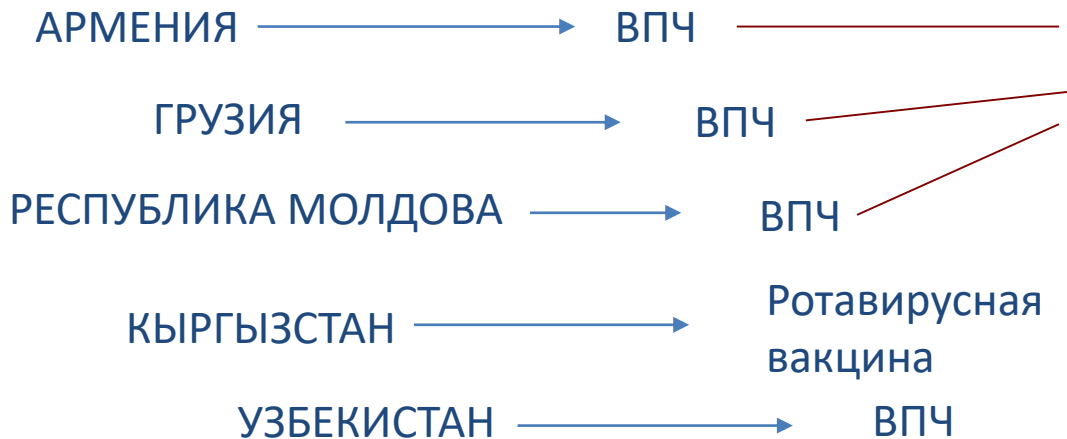 АРМЕНИЯ ВПЧ
ГРУЗИЯ ВПЧ
РЕСПУБЛИКА МОЛДОВА ВПЧ
КЫРГЫЗСТАН Ротавирусная
вакцина
УЗБЕКИСТАН ВПЧ